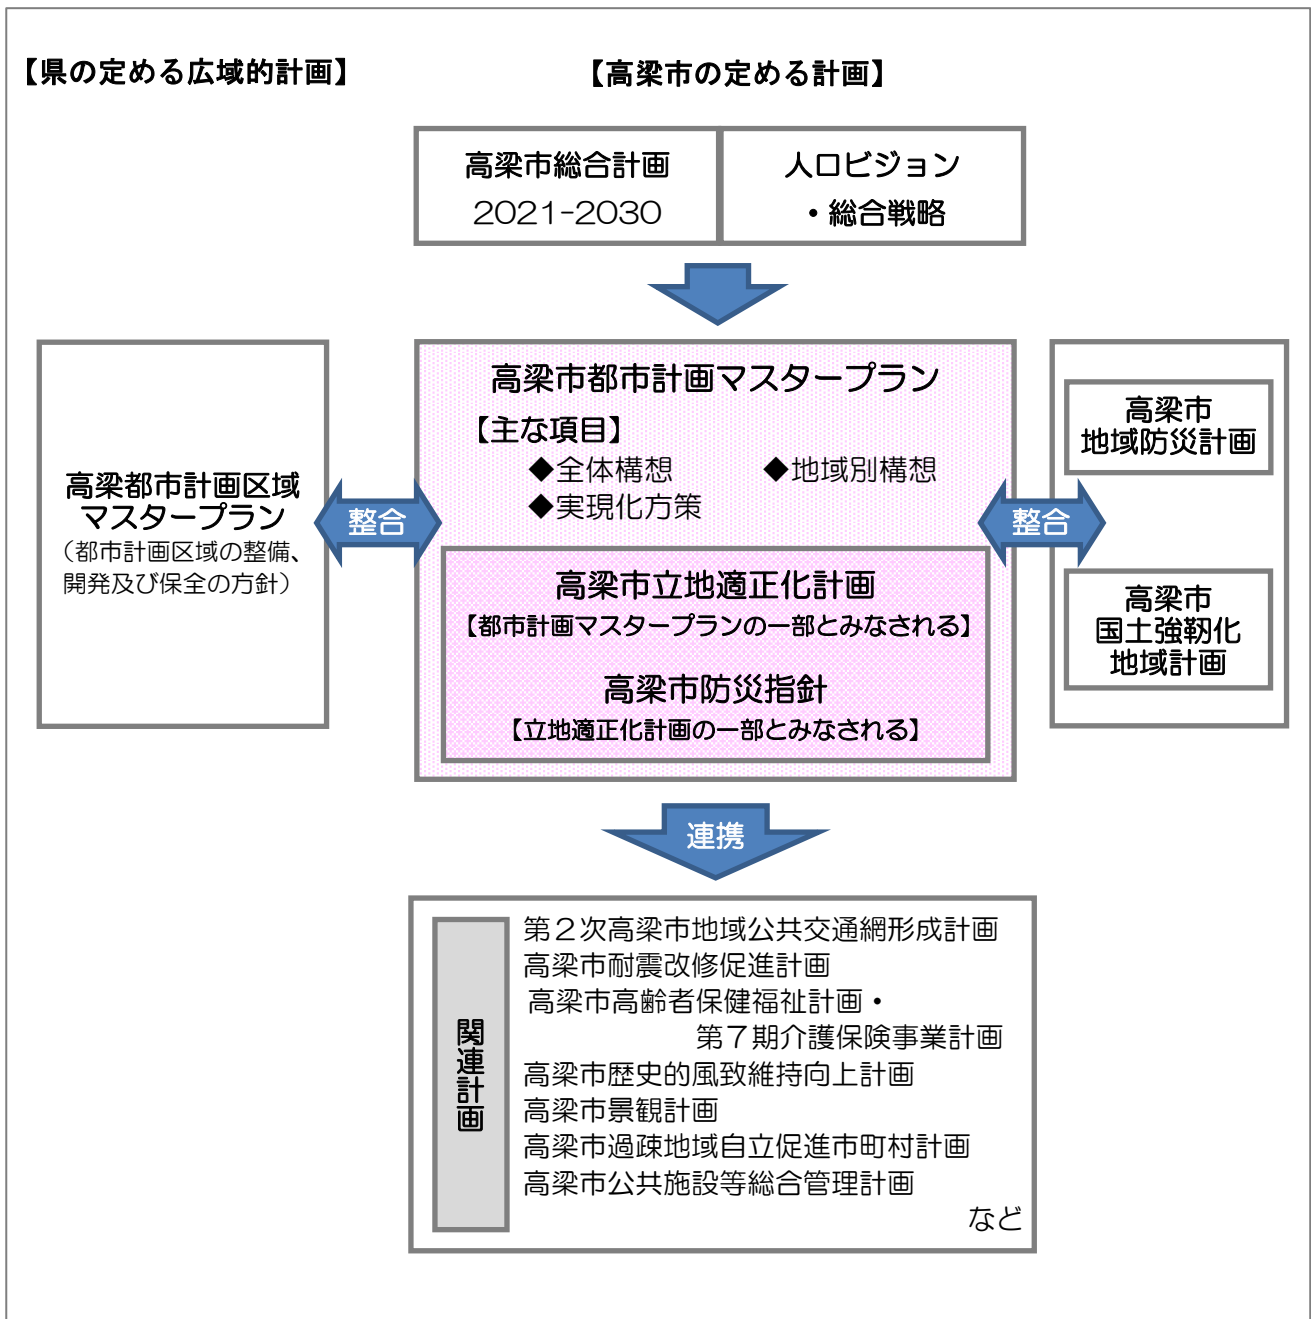 【県の定める広域的計画】
【高梁市の定める計画】
高梁市総合計画
2021-2030
人口ビジョン
・総合戦略
高梁都市計画区域
マスタープラン
（都市計画区域の整備、
開発及び保全の方針）
整合
高梁市都市計画マスタープラン
【主な項目】
◆全体構想
◆地域別構想
◆実現化方策
高梁市立地適正化計画
【都市計画マスタープランの一部とみなされる】
高梁市防災指針
【立地適正化計画の一部とみなされる】
整合
高梁市
地域防災計画
高梁市
国土強靱化
地域計画
連携
関連計画
第２次高梁市地域公共交通網形成計画
高梁市耐震改修促進計画
高梁市高齢者保健福祉計画・
第７期介護保険事業計画
高梁市歴史的風致維持向上計画
高梁市景観計画
高梁市過疎地域自立促進市町村計画
高梁市公共施設等総合管理計画
など